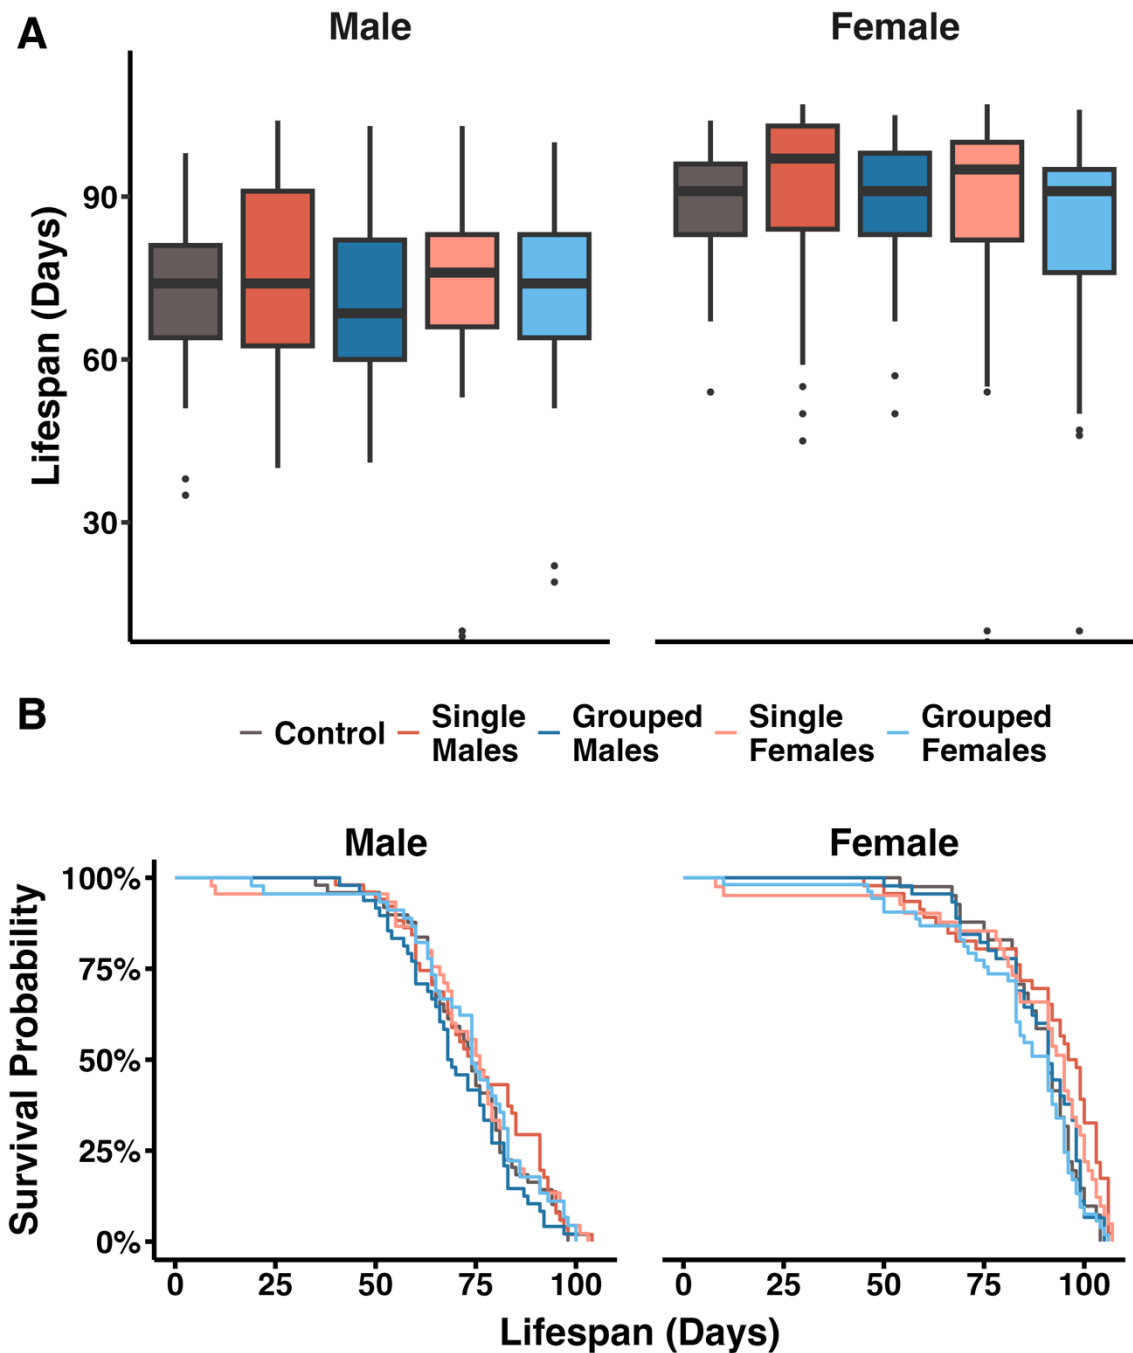 A
Male
Female
Lifespan (Days)
90
60
30
B
Control
Single Males
Grouped Males
Single Females
Grouped Females
Male
Female
Survival Probability
100%
75%
50%
25%
0%
0 25 50 75 100
0 25 50 75 100
Lifespan (Days)